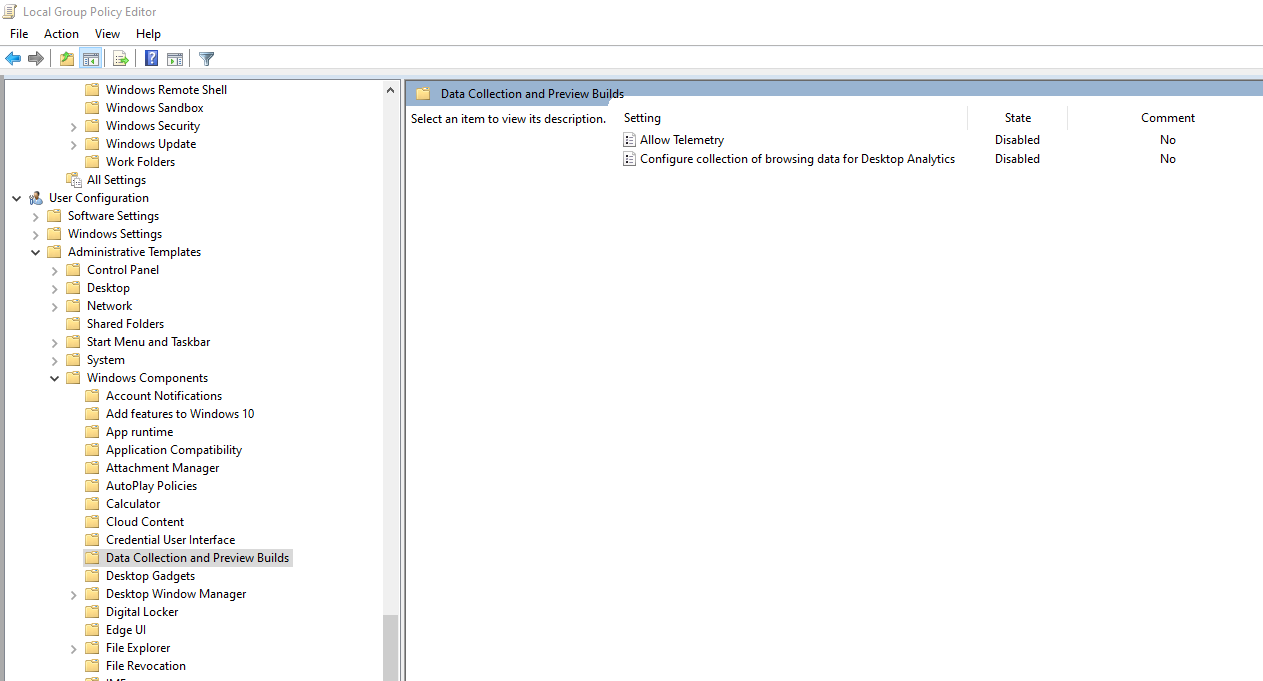 Local Group Policy Editor
File Action View Help
Windows Remote Shell
Windows Sandbox
Windows Security
Windows Update
Work Folders
All Settings
User Configuration
Software Settings
Windows Settings
Administrative Templates
Control Panel
Desktop
Network
Shared Folders
Start Menu and Taskbar
System
Windows Components
Account Notifications
Add features to Windows 10
App runtime
Application Compatibility
Attachment Manager
AutoPlay Policies
Calculator
Cloud Content
Credential User Interface
Data Collection and Preview Builds
Desktop Gadgets
Desktop Window Manager
Digital Locker
Edge UI
File Explorer
File Revocation
Data Collection and Preview Builds
Select an item to view its description.
Setting State Comment
Allow Telemetry Disabled No
Configure collection of browsing data for Desktop Analytics Disabled No